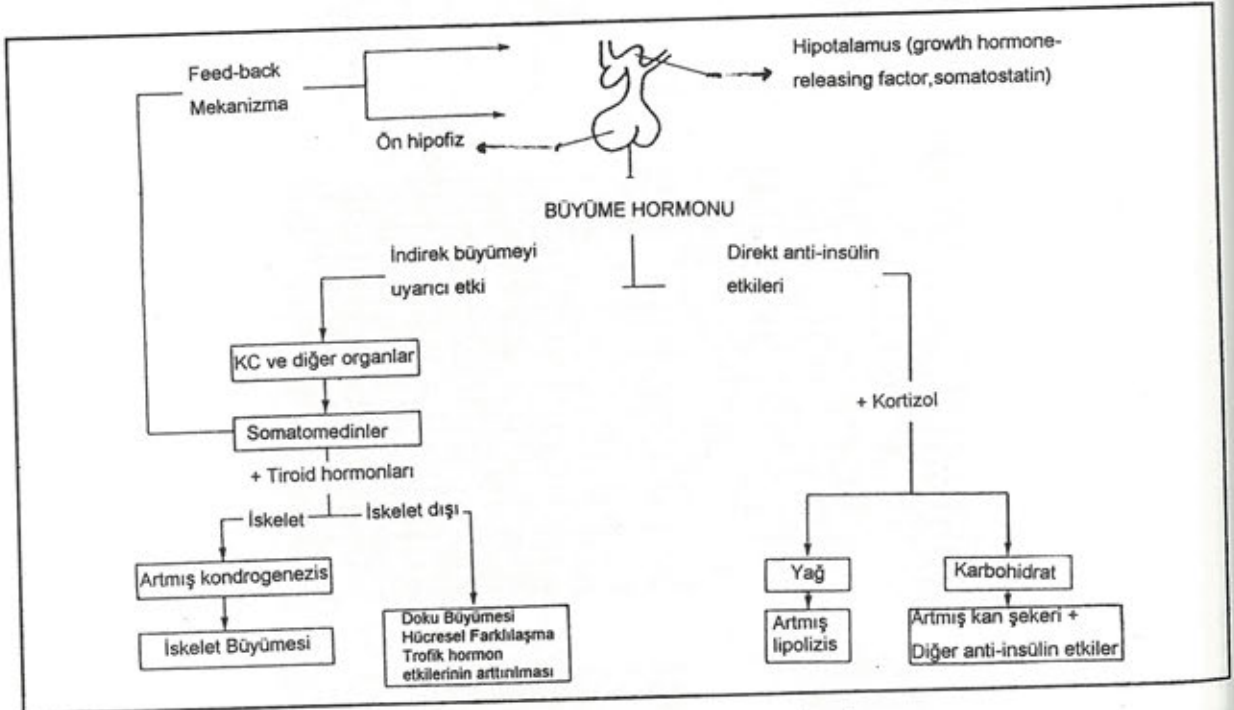 Feed-back
Mekanizma
Hipotalamus (growth hormone-
releasing factor,somatostatin)
Ön hipofiz
BÜYÜME HORMONU
İndirek büyümeyi
uyarıcı etki
Direkt anti-insülin
etkileri
KC ve diğer organlar
Somatomedinler
+ Tiroid hormonları
+ Kortizol
İskelet
İskelet dışı
Artmış kondrogenezis
İskelet Büyümesi
Doku Büyümesi
Hücresel Farklılaşma
Trofik hormon
etkilerinin arttırılması
Yağ
Artmış
lipolizis
Karbohidrat
Artmış kan şekeri +
Diğer anti-insülin etkiler